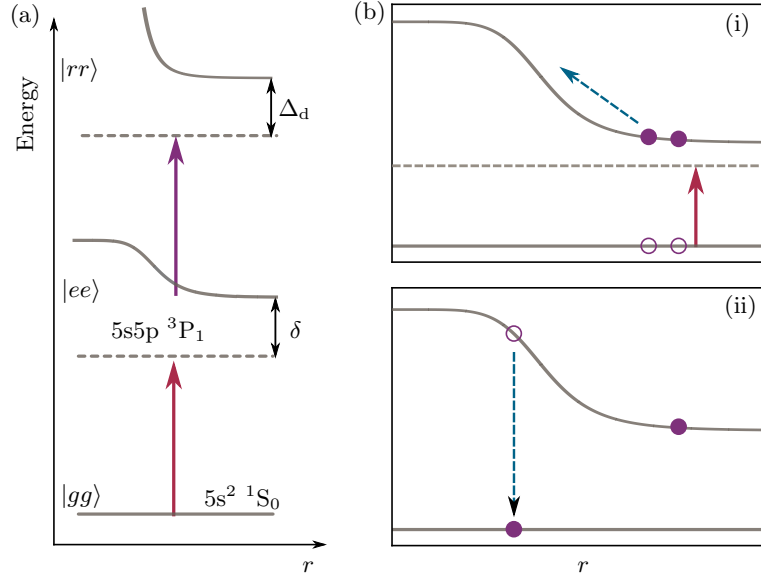 (a)
Energy
|rr⟩
Δd
|ee⟩
5s5p ³P₁
δ
|gg⟩
5s² ¹S₀
r
(b)
(i)
(ii)
r